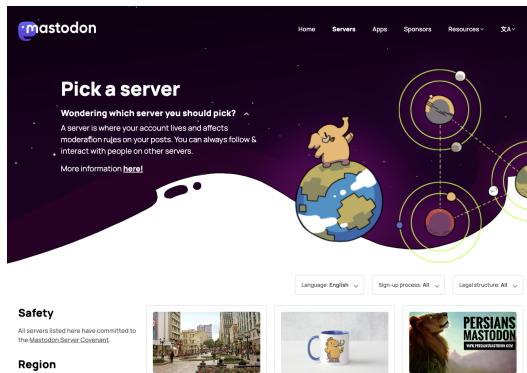 mastodon
Home Servers Apps Sponsors Resources 文A
Pick a server
Wondering which server you should pick?
A server is where your account lives and affects
moderation rules on your posts. You can always follow &
interact with people on other servers.
More information here!
Language: English Sign-up process: All Legal structure: All
Safety
All servers listed here have committed to
the Mastodon Server Covenant.
Region
PERSIANS
MASTODON
WWW.PERSIANSMASTODON.COM